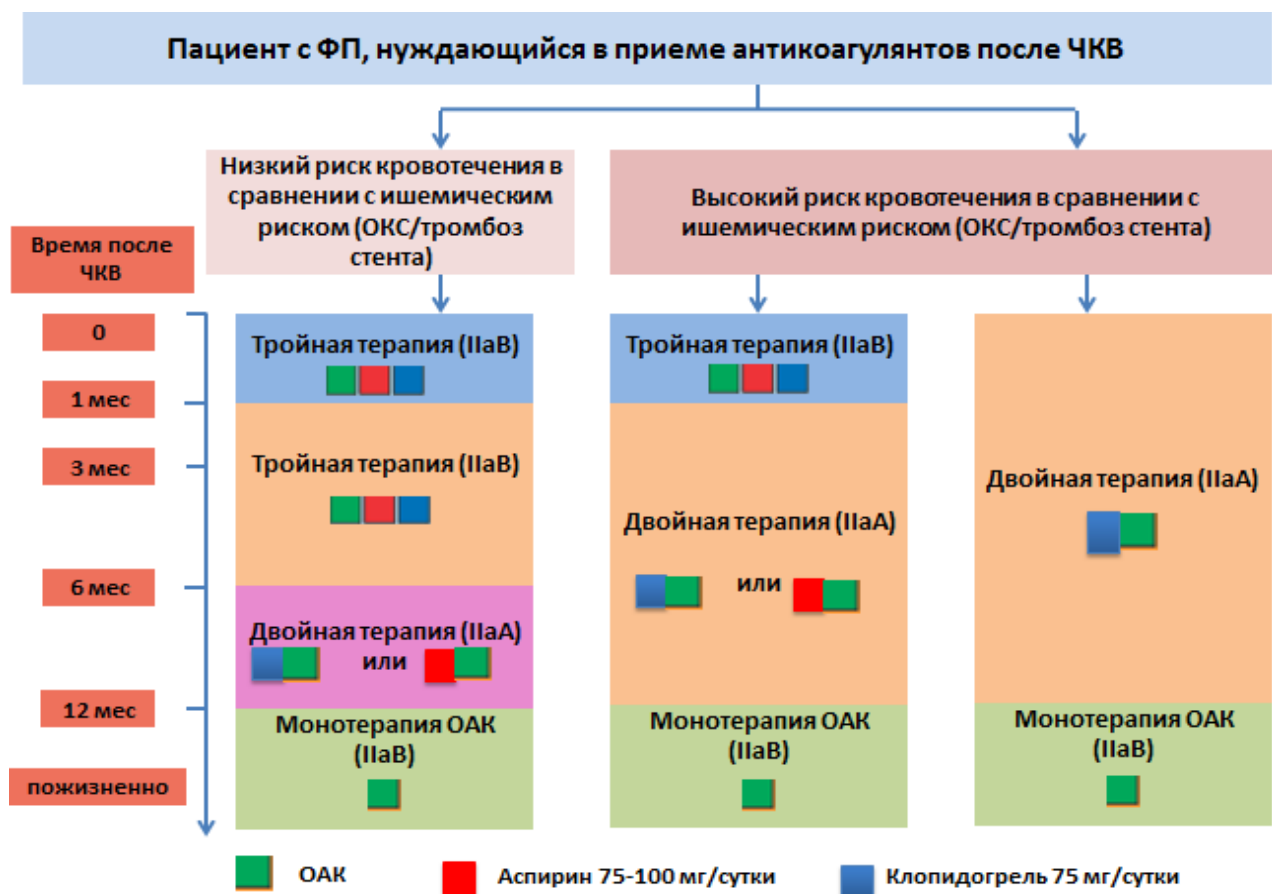 Пациент с ФП, нуждающийся в приеме антикоагулянтов после ЧКВ
Низкий риск кровотечения в
сравнении с ишемическим
риском (ОКС/тромбоз
стента)
Высокий риск кровотечения в сравнении с
ишемическим риском (ОКС/тромбоз стента)
Время после
ЧКВ
0
1 мес
3 мес
6 мес
12 мес
пожизненно
Тройная терапия (IIaB)
Тройная терапия (IIaB)
Двойная терапия (IIaA)
или
Монотерапия ОАК
(IIaB)
Тройная терапия (IIaB)
Двойная терапия (IIaA)
или
Монотерапия ОАК
(IIaB)
Двойная терапия (IIaA)
Монотерапия ОАК
(IIaB)
ОАК
Аспирин 75-100 мг/сутки
Клопидогрель 75 мг/сутки